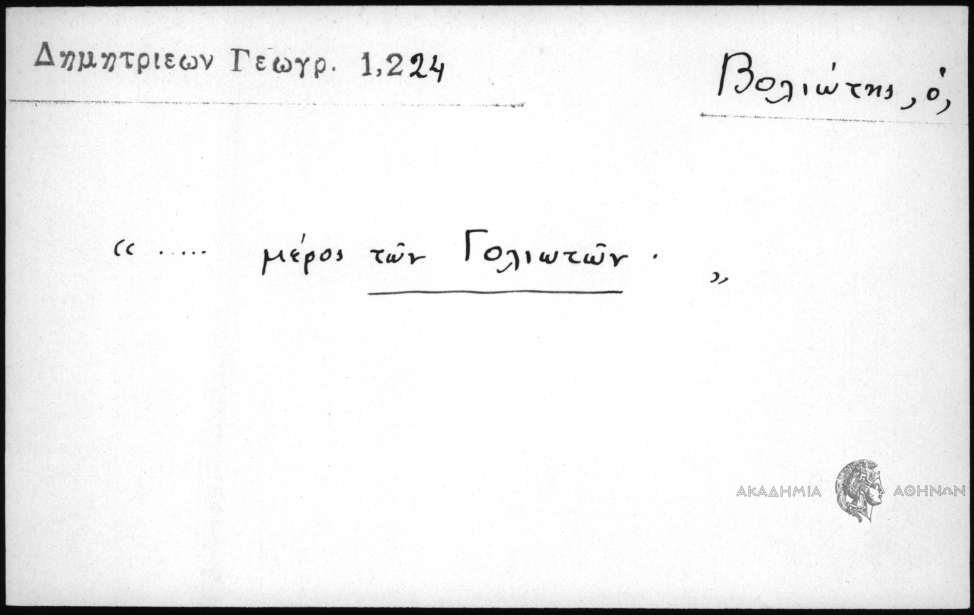 Δημητριεων Γεωγρ. 1,224
Βολιώτης, ὁ,
“ ..... μέρος τῶν Γολιωτῶν . „
ΑΚΑΔΗΜΙΑ ΑΘΗΝΩΝ